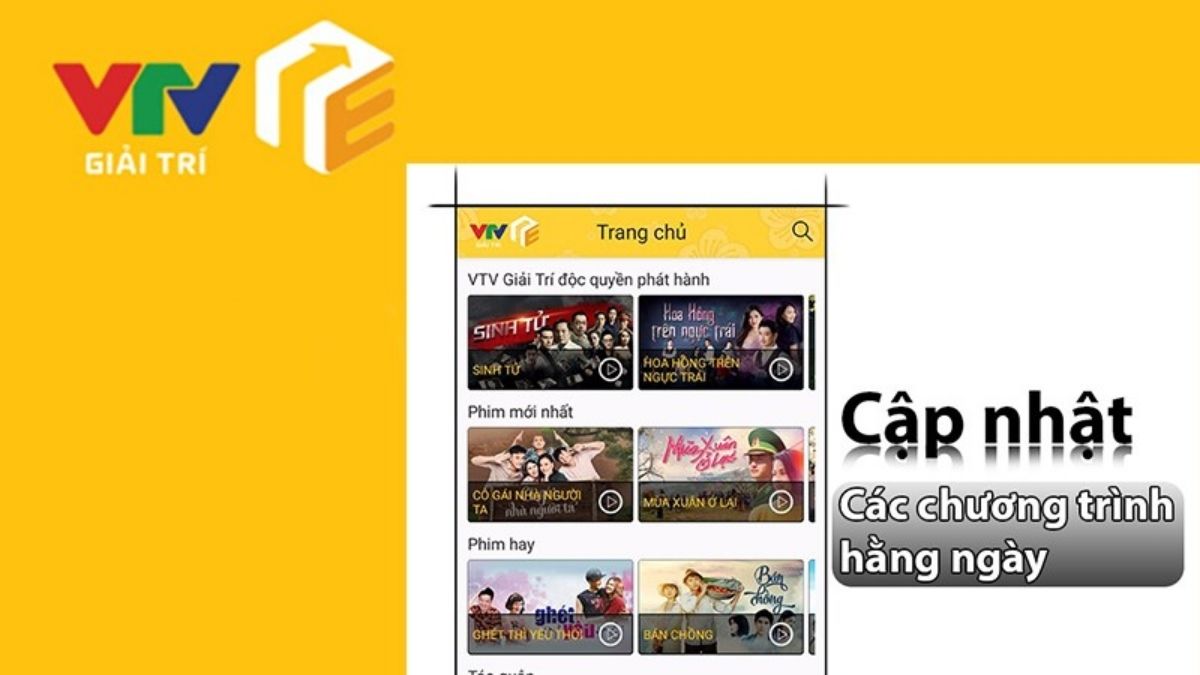 VTV
GIẢI TRÍ
E
VTV
GIẢI TRÍ
E
Trang chủ
VTV Giải Trí độc quyền phát hành
SINH TỬ
SINH TỬ
Hoa Hồng
trên ngực trái
HOA HỒNG TRÊN
NGỰC TRÁI
Phim mới nhất
CÔ GÁI NHÀ NGƯỜI
TA
nhà người ta
Mùa Xuân
ở lại
MÙA XUÂN Ở LẠI
Phim hay
ghét
yêu
GHÉT THÌ YÊU THÔI
Bán
chồng
BÁN CHỒNG
Cập nhật
Các chương trình
hằng ngày